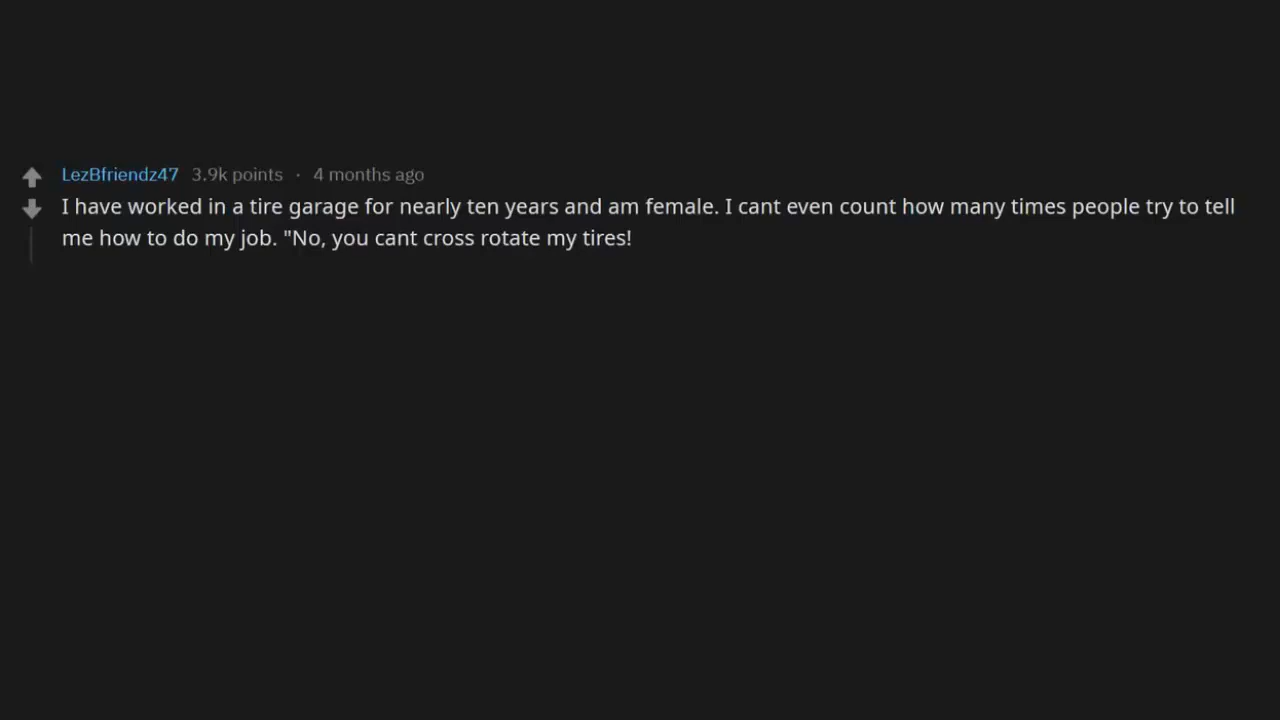 LezBfriendz47 3.9k points · 4 months ago
I have worked in a tire garage for nearly ten years and am female. I cant even count how many times people try to tell
me how to do my job. "No, you cant cross rotate my tires!